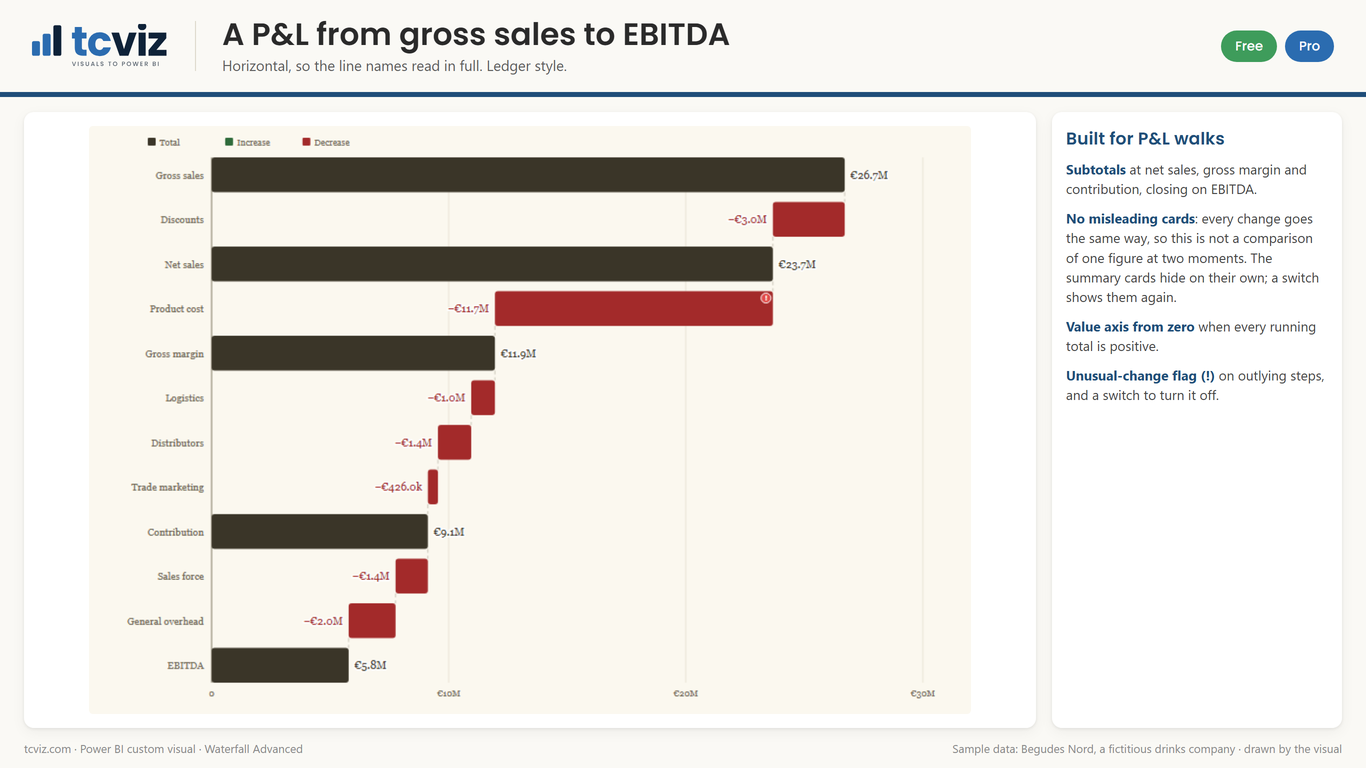 tcviz
VISUALS TO POWER BI
A P&L from gross sales to EBITDA
Horizontal, so the line names read in full. Ledger style.
Free
Pro
Total
Increase
Decrease
Gross sales
€26.7M
Discounts
−€3.0M
Net sales
€23.7M
Product cost
−€11.7M
!
Gross margin
€11.9M
Logistics
−€1.0M
Distributors
−€1.4M
Trade marketing
−€426.0k
Contribution
€9.1M
Sales force
−€1.4M
General overhead
−€2.0M
EBITDA
€5.8M
0
€10M
€20M
€30M
Built for P&L walks
Subtotals at net sales, gross margin and
contribution, closing on EBITDA.
No misleading cards: every change goes
the same way, so this is not a comparison
of one figure at two moments. The
summary cards hide on their own; a switch
shows them again.
Value axis from zero when every running
total is positive.
Unusual-change flag (!) on outlying steps,
and a switch to turn it off.
tcviz.com · Power BI custom visual · Waterfall Advanced
Sample data: Begudes Nord, a fictitious drinks company · drawn by the visual